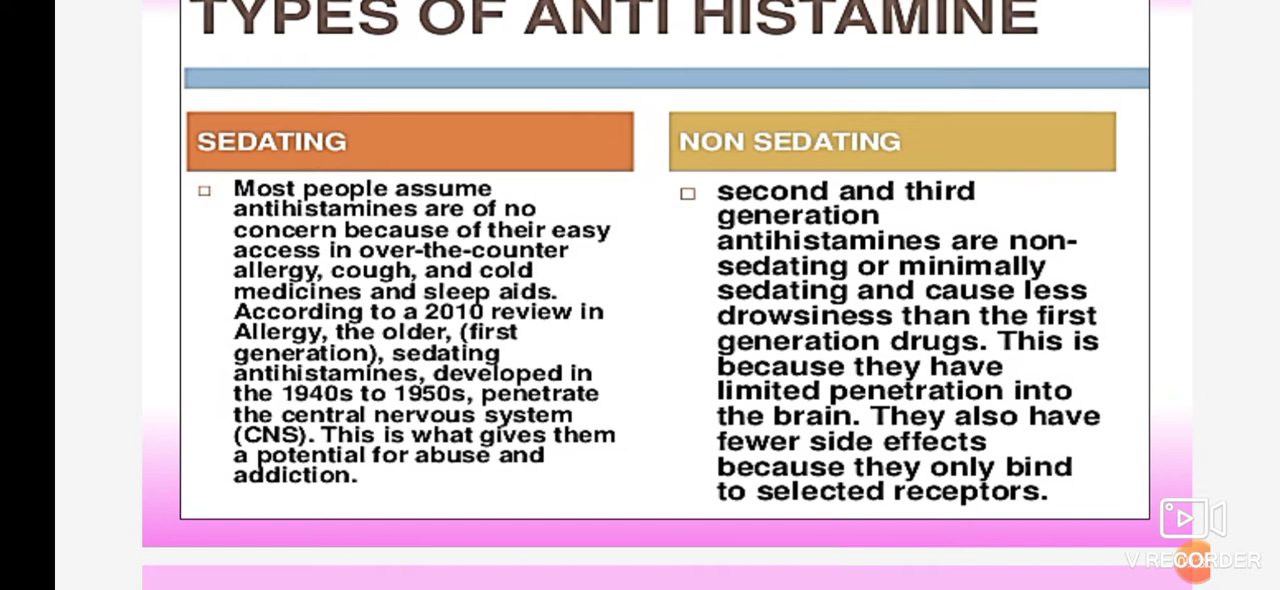 TYPES OF ANTI HISTAMINE
SEDATING
Most people assume
antihistamines are of no
concern because of their easy
access in over-the-counter
allergy, cough, and cold
medicines and sleep aids.
According to a 2010 review in
Allergy, the older, (first
generation), sedating
antihistamines, developed in
the 1940s to 1950s, penetrate
the central nervous system
(CNS). This is what gives them
a potential for abuse and
addiction.
NON SEDATING
second and third
generation
antihistamines are non-
sedating or minimally
sedating and cause less
drowsiness than the first
generation drugs. This is
because they have
limited penetration into
the brain. They also have
fewer side effects
because they only bind
to selected receptors.
V RECORDER